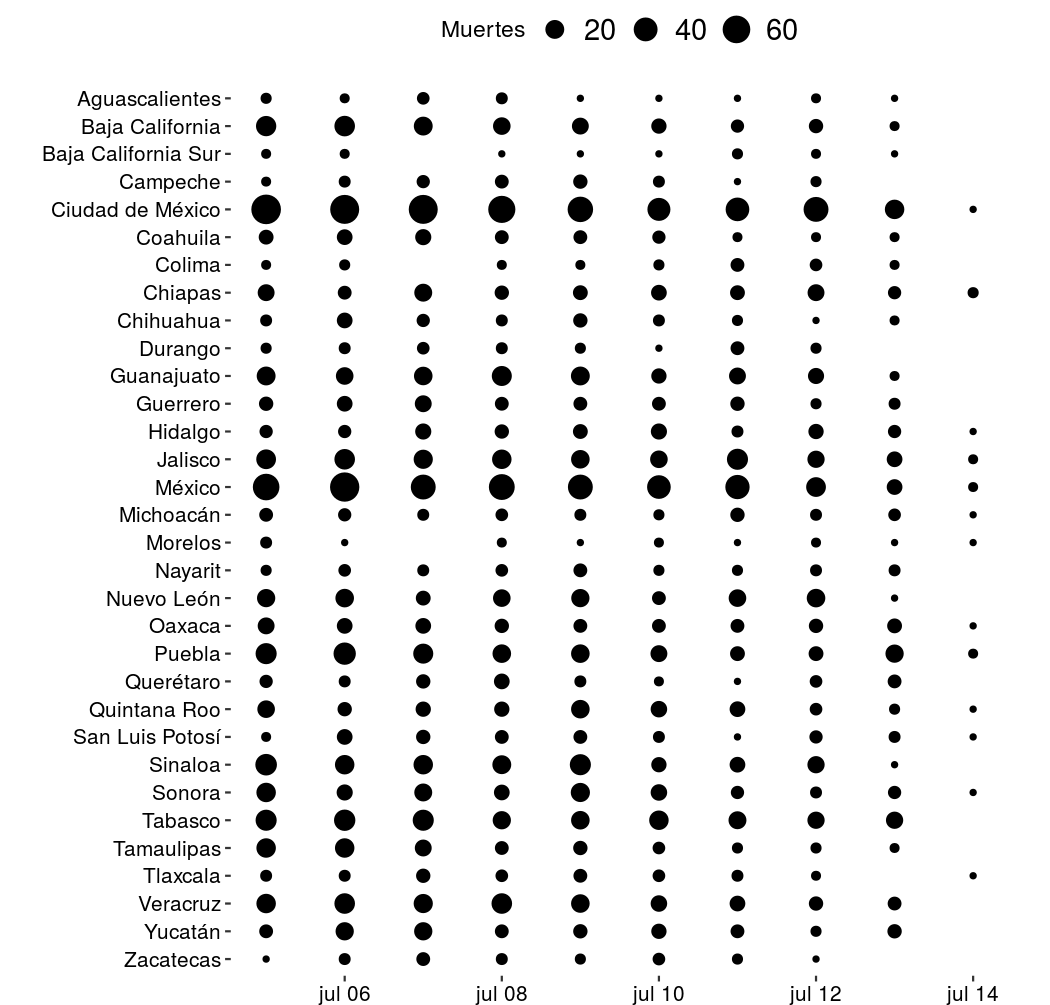 Muertes 20 40 60
Aguascalientes
Baja California
Baja California Sur
Campeche
Ciudad de México
Coahuila
Colima
Chiapas
Chihuahua
Durango
Guanajuato
Guerrero
Hidalgo
Jalisco
México
Michoacán
Morelos
Nayarit
Nuevo León
Oaxaca
Puebla
Querétaro
Quintana Roo
San Luis Potosí
Sinaloa
Sonora
Tabasco
Tamaulipas
Tlaxcala
Veracruz
Yucatán
Zacatecas
jul 06 jul 08 jul 10 jul 12 jul 14